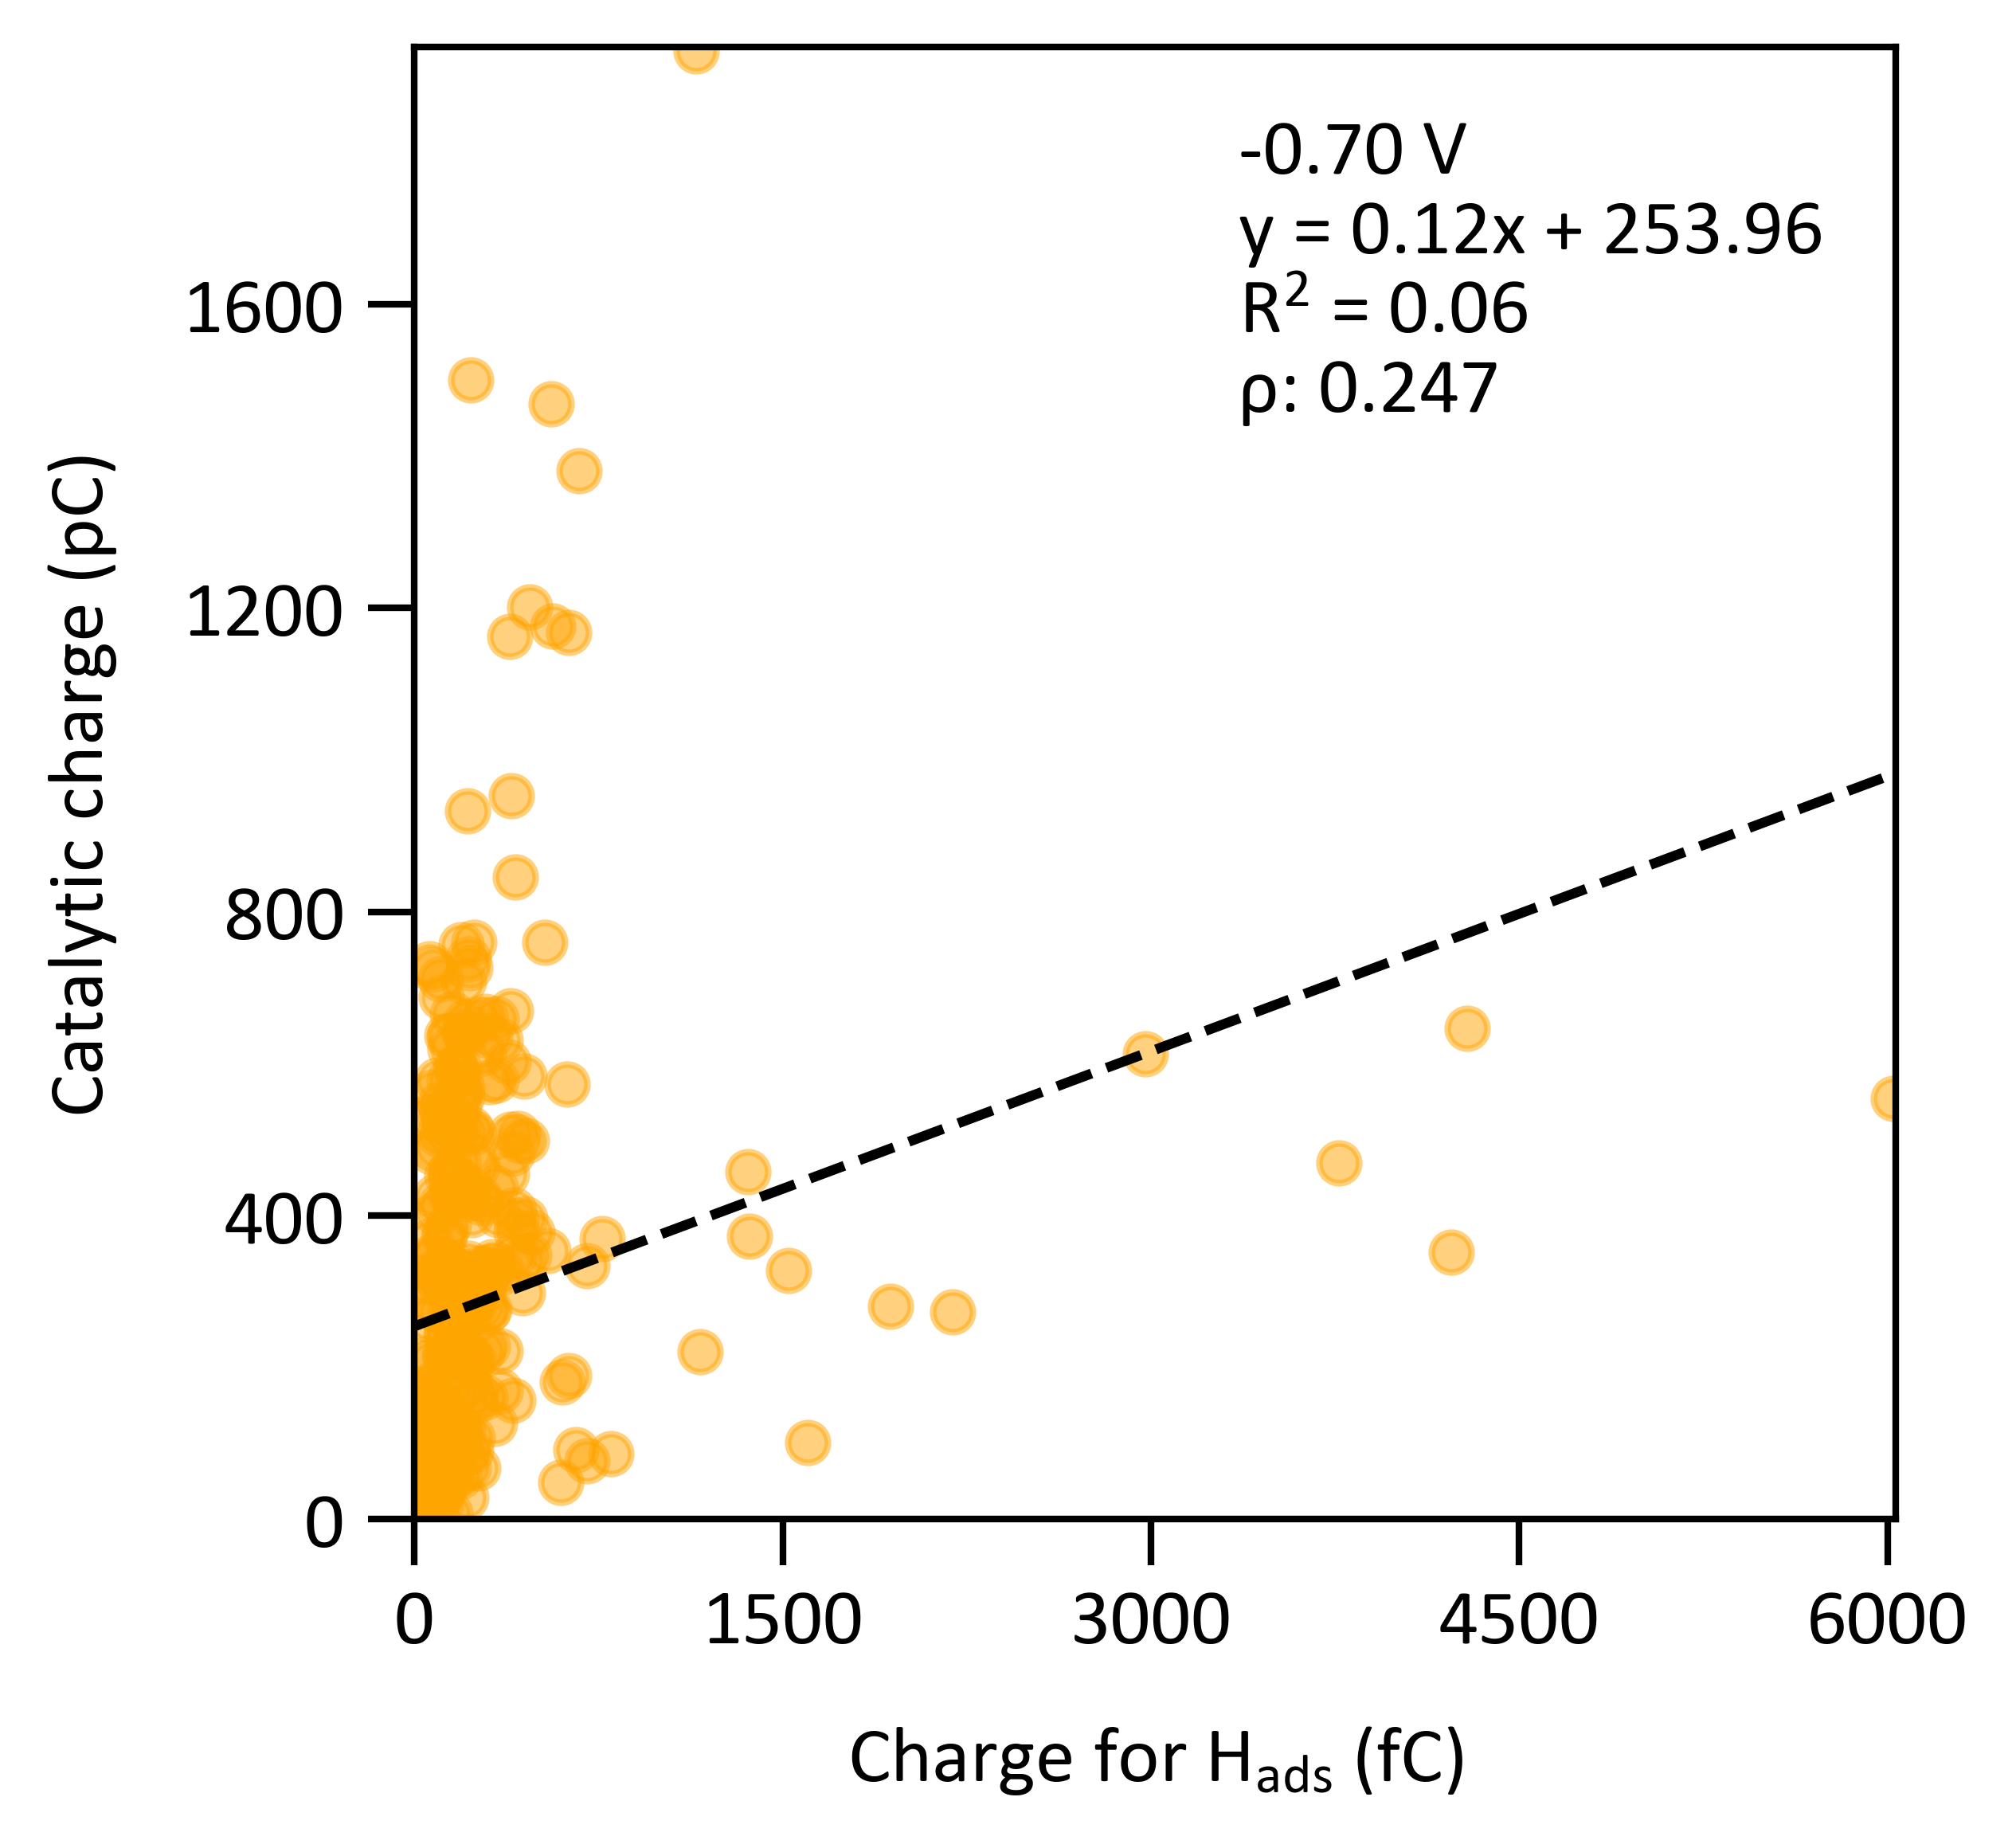 -0.70 V
y = 0.12x + 253.96
R² = 0.06
ρ: 0.247
Catalytic charge (pC)
1600
1200
800
400
0
0 1500 3000 4500 6000
Charge for Hads (fC)